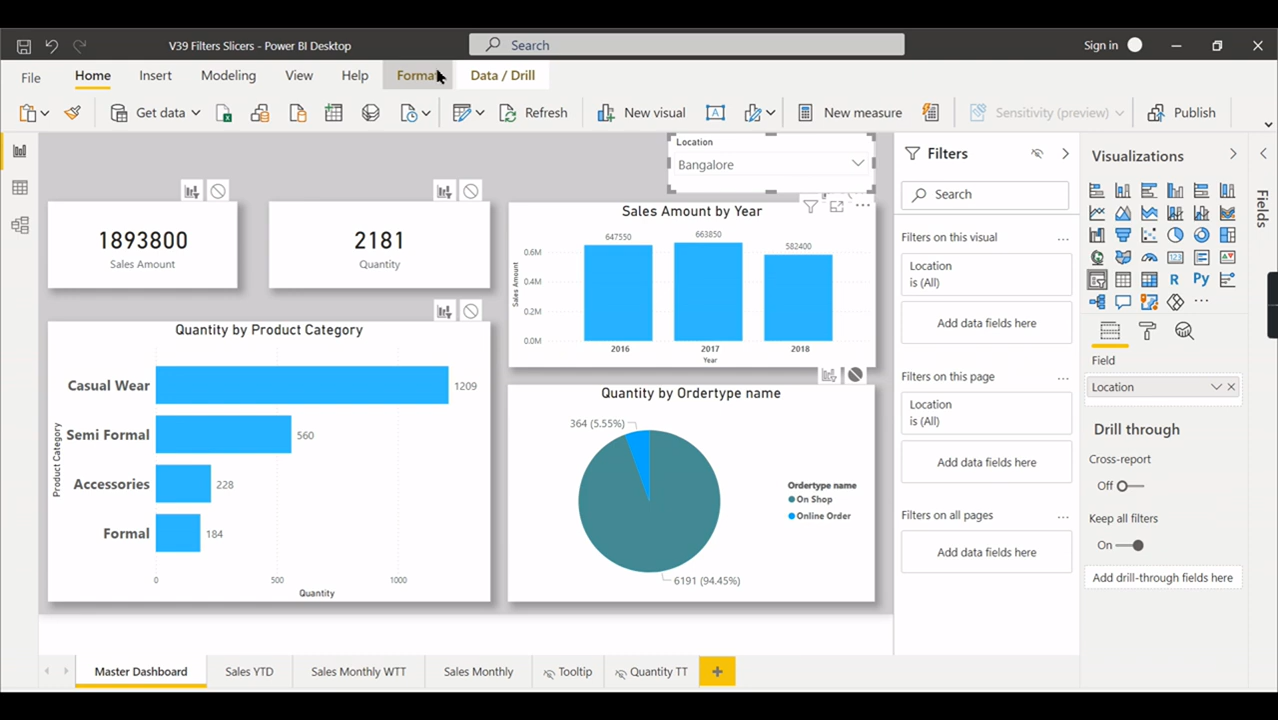 V39 Filters Slicers - Power BI Desktop
Search
Sign in
File
Home
Insert
Modeling
View
Help
Format
Data / Drill
Get data
Refresh
New visual
New measure
Sensitivity (preview)
Publish
Location
Bangalore
1893800
Sales Amount
2181
Quantity
Sales Amount by Year
Sales Amount
0.6M
0.4M
0.2M
0.0M
647550
663850
582400
2016
2017
2018
Year
Quantity by Product Category
Product Category
Casual Wear
1209
Semi Formal
560
Accessories
228
Formal
184
0
500
1000
Quantity
Quantity by Ordertype name
364 (5.55%)
6191 (94.45%)
Ordertype name
On Shop
Online Order
Filters
Search
Filters on this visual
...
Location
is (All)
Add data fields here
Filters on this page
...
Location
is (All)
Add data fields here
Filters on all pages
...
Add data fields here
Visualizations
R
Py
...
Field
Location
Drill through
Cross-report
Off
Keep all filters
On
Add drill-through fields here
Fields
Master Dashboard
Sales YTD
Sales Monthly WTT
Sales Monthly
Tooltip
Quantity TT
+